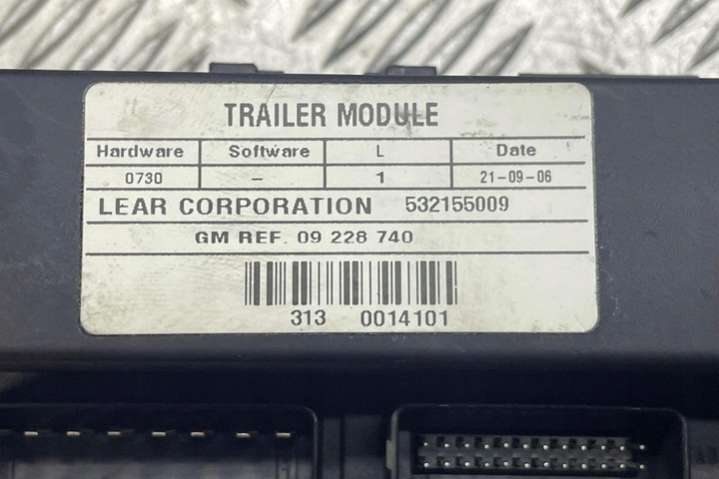 TRAILER MODULE
Hardware Software L Date
0730 – 1 21-09-06
LEAR CORPORATION 532155009
GM REF. 09 228 740
313 0014101